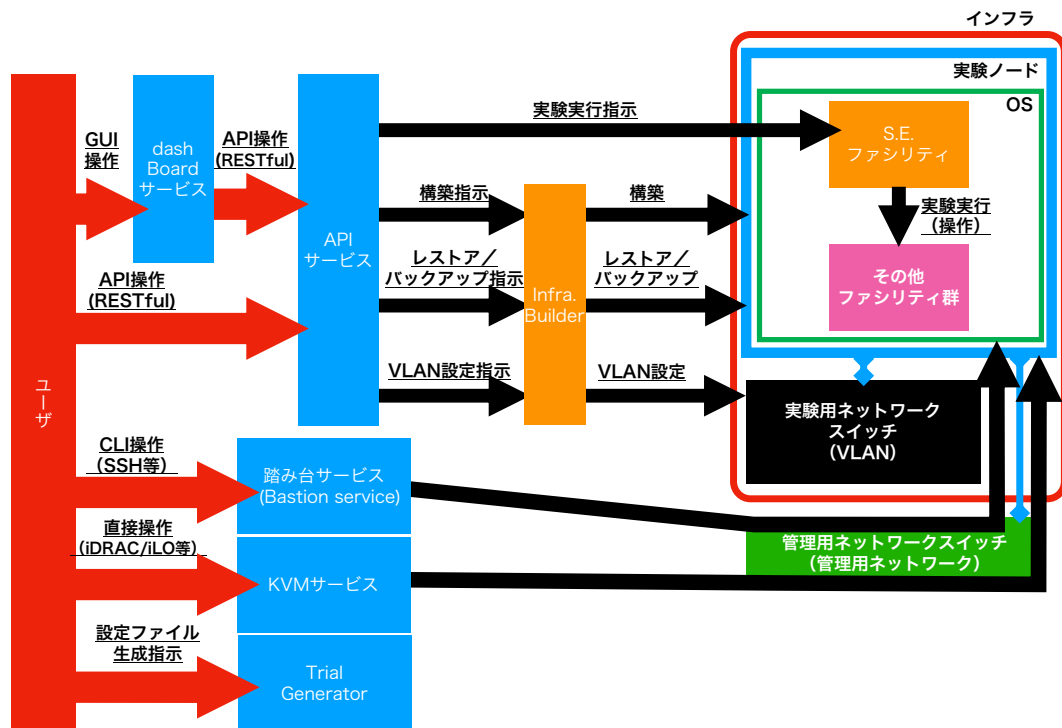 インフラ
実験ノード
OS
実験実行指示
S.E.
ファシリティ
GUI
操作
dash
Board
サービス
API操作
(RESTful)
構築指示
構築
実験実行
（操作）
API
サービス
レストア／
バックアップ指示
レストア／
バックアップ
その他
ファシリティ群
API操作
(RESTful)
Infra.
Builder
VLAN設定指示
VLAN設定
ユーザ
実験用ネットワーク
スイッチ
（VLAN）
CLI操作
（SSH等）
踏み台サービス
(Bastion service)
直接操作
（iDRAC/iLO等）
KVMサービス
管理用ネットワークスイッチ
（管理用ネットワーク）
設定ファイル
生成指示
Trial
Generator